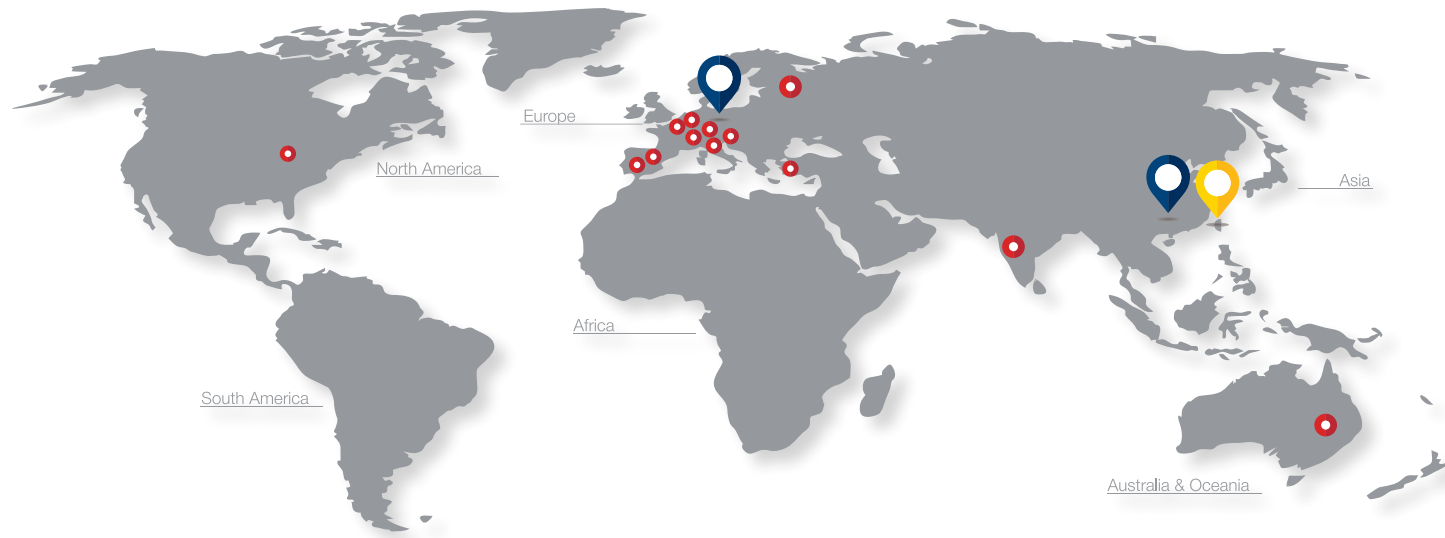 Europe
North America
Asia
Africa
South America
Australia & Oceania